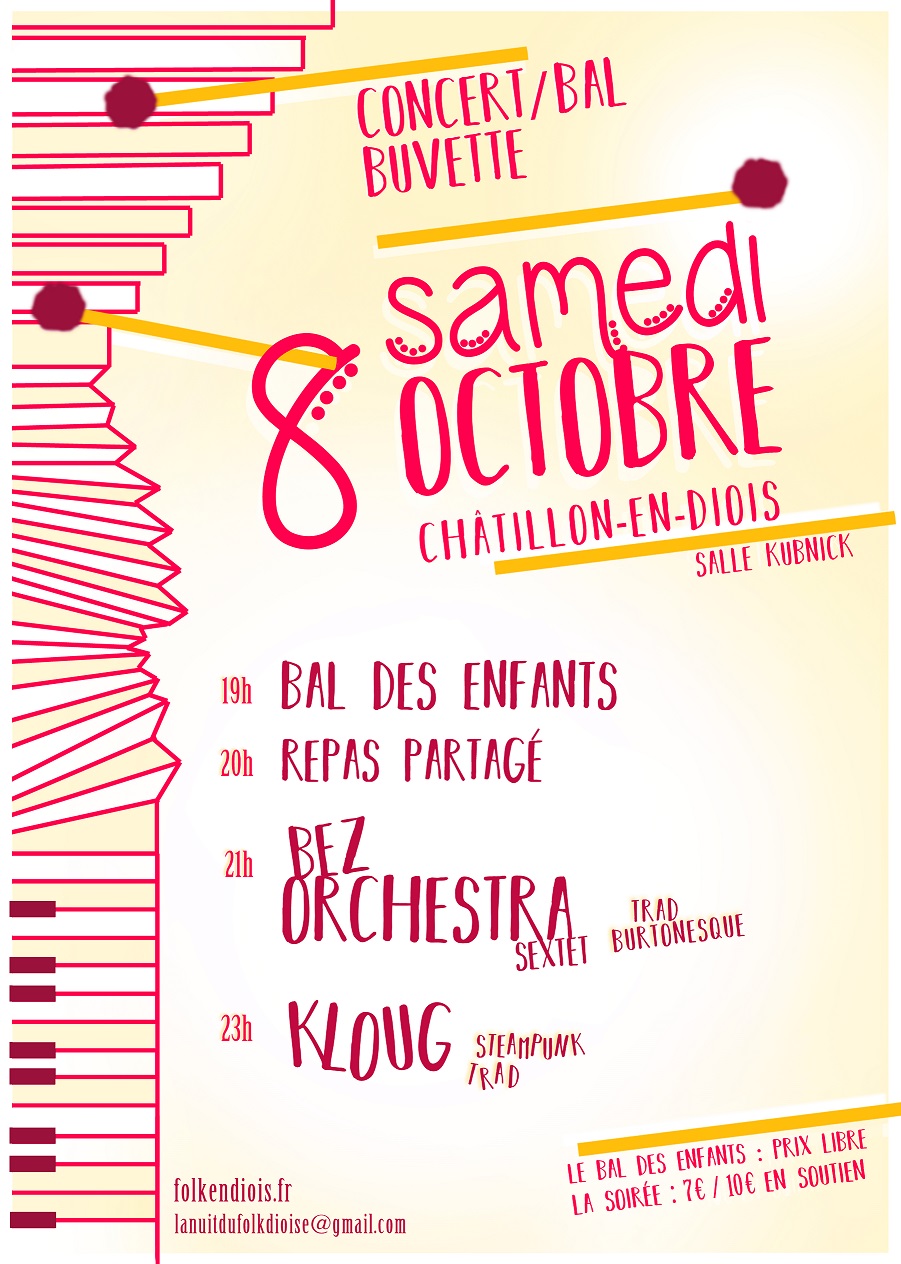 CONCERT/BAL
BUVETTE
samedi
8 OCTOBRE
CHÂTILLON-EN-DIOIS
SALLE KUBNICK
19h BAL DES ENFANTS
20h REPAS PARTAGÉ
21h BEZ
ORCHESTRA
SEXTET
TRAD
BURTONESQUE
23h KLOUG
STEAMPUNK
TRAD
LE BAL DES ENFANTS : PRIX LIBRE
LA SOIRÉE : 7€ / 10€ EN SOUTIEN
folkendiois.fr
lanuitdufolkdioise@gmail.com